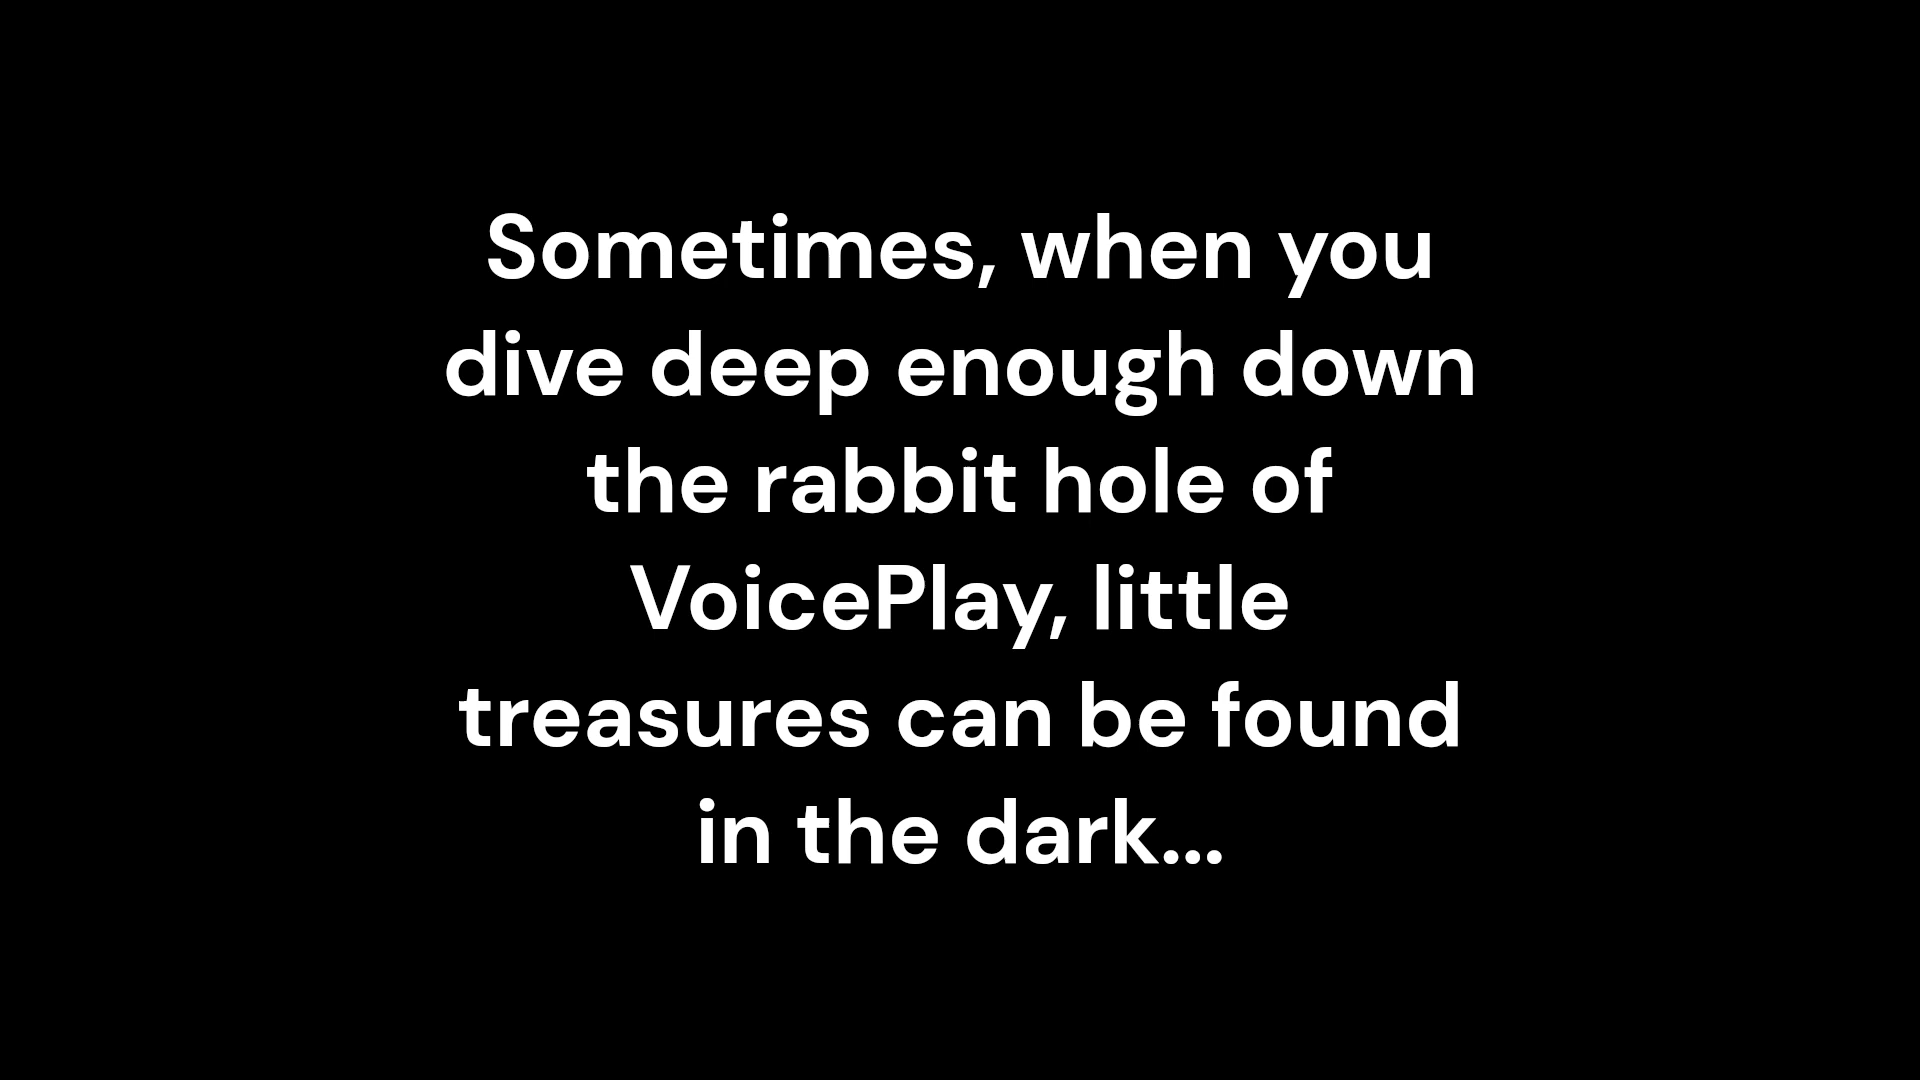 Sometimes, when you
dive deep enough down
the rabbit hole of
VoicePlay, little
treasures can be found
in the dark...